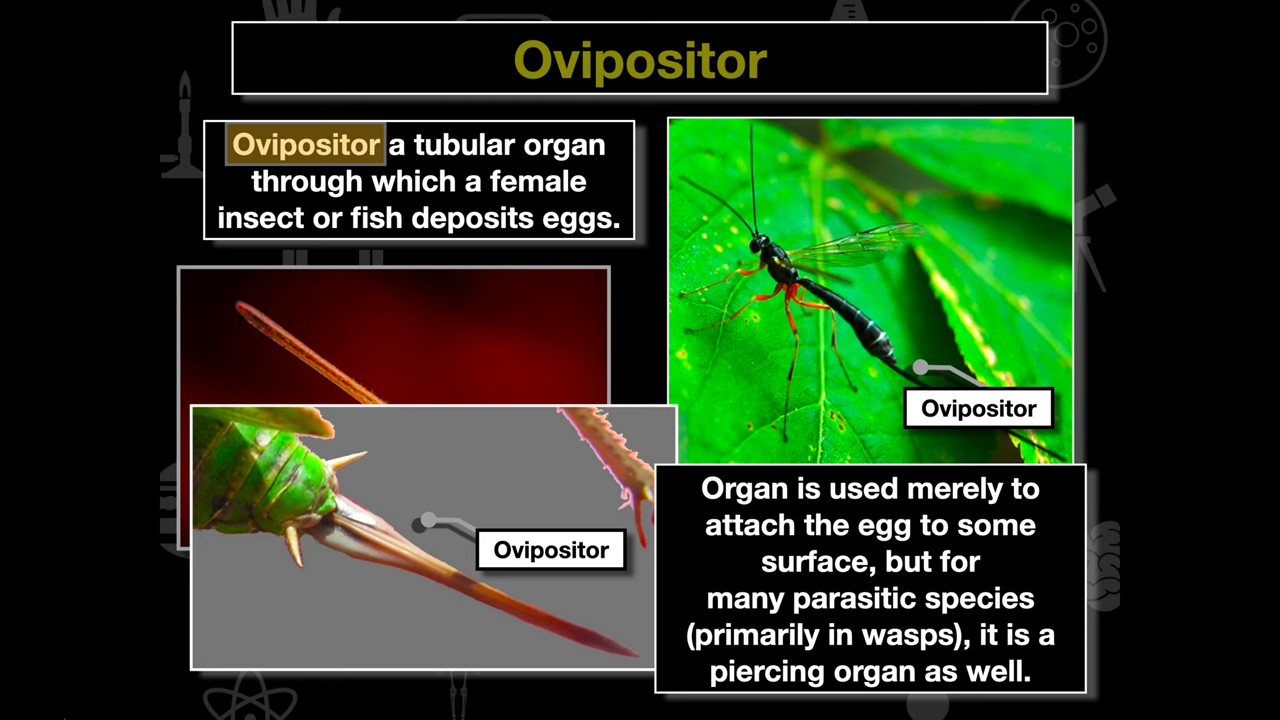 Ovipositor
Ovipositor a tubular organ
through which a female
insect or fish deposits eggs.
Ovipositor
Ovipositor
Organ is used merely to
attach the egg to some
surface, but for
many parasitic species
(primarily in wasps), it is a
piercing organ as well.